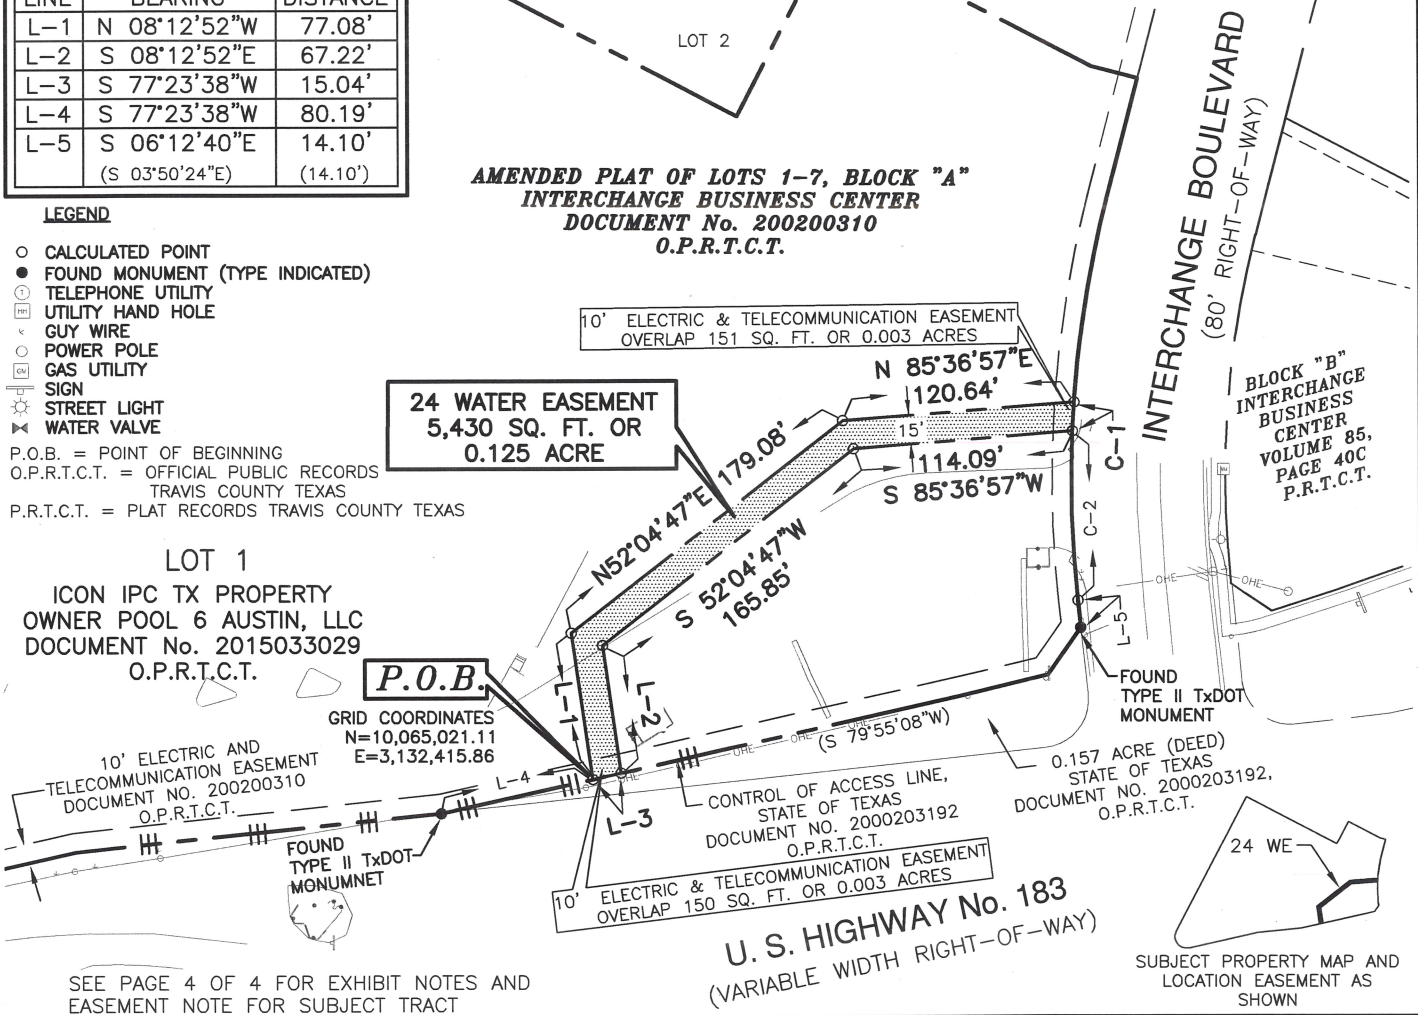 LINE BEARING DISTANCE
L-1 N 08°12'52"W 77.08'
L-2 S 08°12'52"E 67.22'
L-3 S 77°23'38"W 15.04'
L-4 S 77°23'38"W 80.19'
L-5 S 06°12'40"E 14.10'
(S 03°50'24"E) (14.10')
LEGEND
CALCULATED POINT
FOUND MONUMENT (TYPE INDICATED)
T TELEPHONE UTILITY
HH UTILITY HAND HOLE
GUY WIRE
POWER POLE
GM GAS UTILITY
SIGN
STREET LIGHT
WATER VALVE
P.O.B. = POINT OF BEGINNING
O.P.R.T.C.T. = OFFICIAL PUBLIC RECORDS
TRAVIS COUNTY TEXAS
P.R.T.C.T. = PLAT RECORDS TRAVIS COUNTY TEXAS
LOT 2
AMENDED PLAT OF LOTS 1-7, BLOCK "A"
INTERCHANGE BUSINESS CENTER
DOCUMENT No. 200200310
O.P.R.T.C.T.
INTERCHANGE BOULEVARD
(80' RIGHT-OF-WAY)
10' ELECTRIC & TELECOMMUNICATION EASEMENT
OVERLAP 151 SQ. FT. OR 0.003 ACRES
N 85°36'57"E
120.64'
15'
114.09'
S 85°36'57"W
C-1
C-2
BLOCK "B"
INTERCHANGE
BUSINESS
CENTER
VOLUME 85,
PAGE 40C
P.R.T.C.T.
24 WATER EASEMENT
5,430 SQ. FT. OR
0.125 ACRE
N52°04'47"E 179.08'
S 52°04'47"W
165.85'
LOT 1
ICON IPC TX PROPERTY
OWNER POOL 6 AUSTIN, LLC
DOCUMENT No. 2015033029
O.P.R.T.C.T.
P.O.B.
GRID COORDINATES
N=10,065,021.11
E=3,132,415.86
L-1
L-2
OHE
OHE
L-5
FOUND
TYPE II TxDOT
MONUMENT
10' ELECTRIC AND
TELECOMMUNICATION EASEMENT
DOCUMENT NO. 200200310
O.P.R.T.C.T.
L-4
OHE
OHE
OHE
OHE
(S 79°55'08"W)
L-3
FOUND
TYPE II TxDOT
MONUMNET
CONTROL OF ACCESS LINE,
STATE OF TEXAS
DOCUMENT NO. 2000203192
O.P.R.T.C.T.
0.157 ACRE (DEED)
STATE OF TEXAS
DOCUMENT NO. 2000203192,
O.P.R.T.C.T.
10' ELECTRIC & TELECOMMUNICATION EASEMENT
OVERLAP 150 SQ. FT. OR 0.003 ACRES
U. S. HIGHWAY No. 183
(VARIABLE WIDTH RIGHT-OF-WAY)
24 WE
SUBJECT PROPERTY MAP AND
LOCATION EASEMENT AS
SHOWN
SEE PAGE 4 OF 4 FOR EXHIBIT NOTES AND
EASEMENT NOTE FOR SUBJECT TRACT